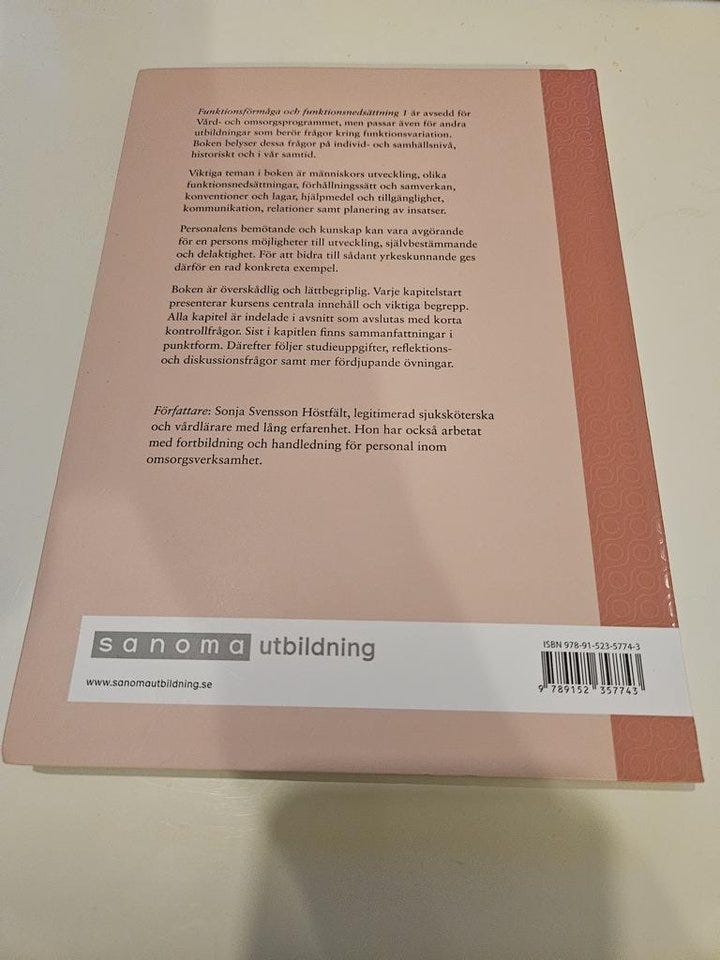 Funktionsförmåga och funktionsnedsättning 1 är avsedd för
Vård- och omsorgsprogrammet, men passar även för andra
utbildningar som berör frågor kring funktionsvariation.
Boken belyser dessa frågor på individ- och samhällsnivå,
historiskt och i vår samtid.
Viktiga teman i boken är människors utveckling, olika
funktionsnedsättningar, förhållningssätt och samverkan,
konventioner och lagar, hjälpmedel och tillgänglighet,
kommunikation, relationer samt planering av insatser.
Personalens bemötande och kunskap kan vara avgörande
för en persons möjligheter till utveckling, självbestämmande
och delaktighet. För att bidra till sådant yrkeskunnande ges
därför en rad konkreta exempel.
Boken är överskådlig och lättbegriplig. Varje kapitelstart
presenterar kursens centrala innehåll och viktiga begrepp.
Alla kapitel är indelade i avsnitt som avslutas med korta
kontrollfrågor. Sist i kapitlen finns sammanfattningar i
punktform. Därefter följer studieuppgifter, reflektions-
och diskussionsfrågor samt mer fördjupande övningar.
Författare: Sonja Svensson Höstfält, legitimerad sjuksköterska
och vårdlärare med lång erfarenhet. Hon har också arbetat
med fortbildning och handledning för personal inom
omsorgsverksamhet.
sanoma utbildning
www.sanomautbildning.se
ISBN 978-91-523-5774-3
9 789152 357743